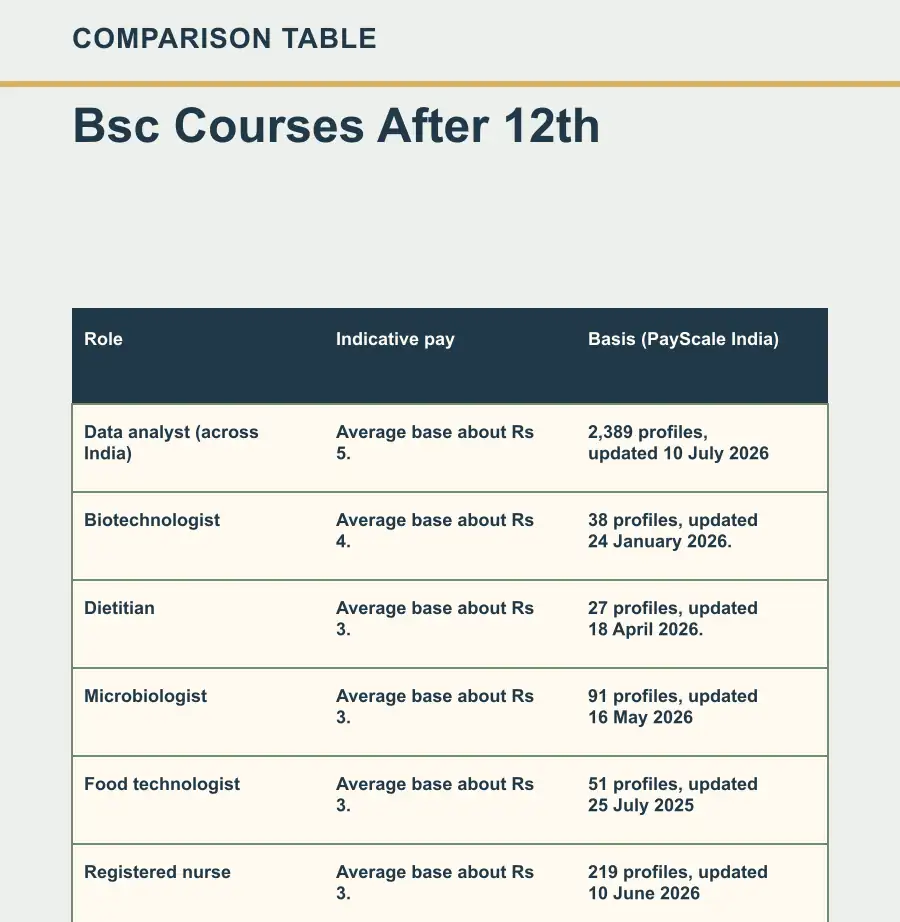 COMPARISON TABLE
Bsc Courses After 12th
Role
Indicative pay
Basis (PayScale India)
Data analyst (across
India)
Average base about Rs
5.
2,389 profiles,
updated 10 July 2026
Biotechnologist
Average base about Rs
4.
38 profiles, updated
24 January 2026.
Dietitian
Average base about Rs
3.
27 profiles, updated
18 April 2026.
Microbiologist
Average base about Rs
3.
91 profiles, updated
16 May 2026
Food technologist
Average base about Rs
3.
51 profiles, updated
25 July 2025
Registered nurse
Average base about Rs
3.
219 profiles, updated
10 June 2026